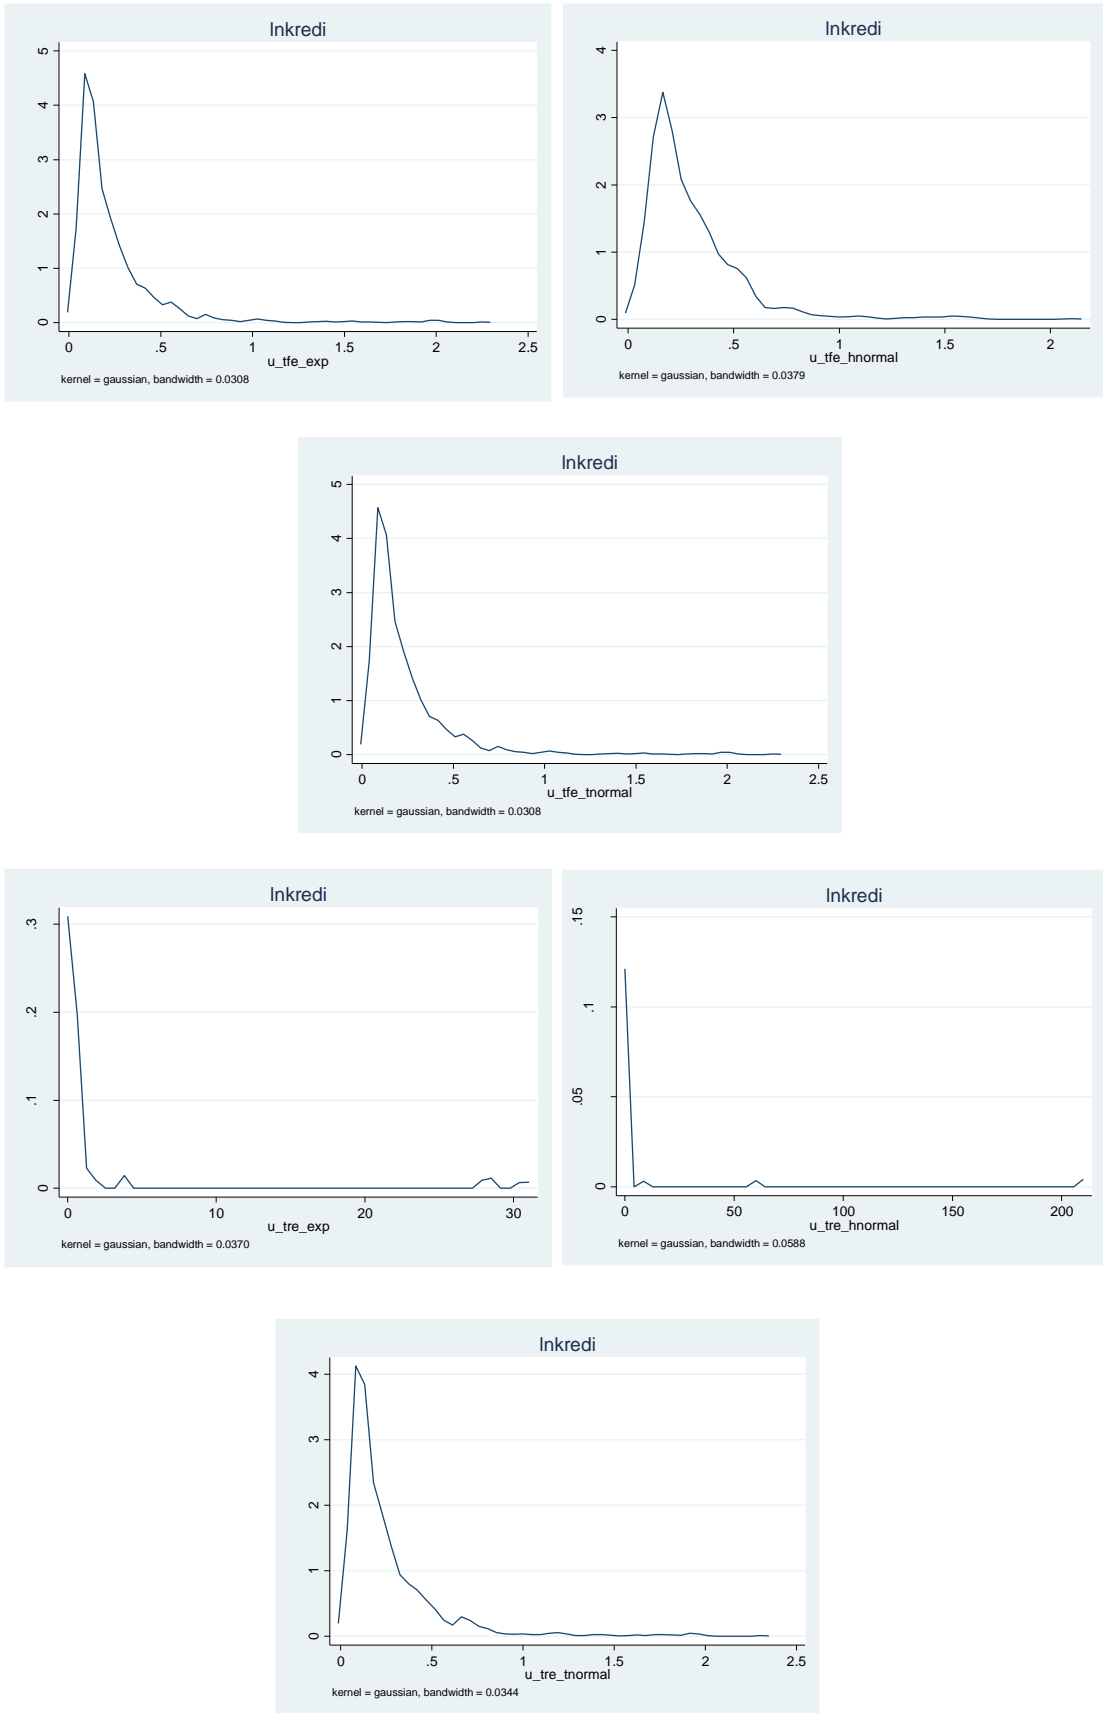 lnkredi
5
4
3
2
1
0
0 .5 1 1.5 2 2.5
u_tfe_exp
kernel = gaussian, bandwidth = 0.0308
lnkredi
4
3
2
1
0
0 .5 1 1.5 2
u_tfe_hnormal
kernel = gaussian, bandwidth = 0.0379
lnkredi
5
4
3
2
1
0
0 .5 1 1.5 2 2.5
u_tfe_tnormal
kernel = gaussian, bandwidth = 0.0308
lnkredi
.3
.2
.1
0
0 10 20 30
u_tre_exp
kernel = gaussian, bandwidth = 0.0370
lnkredi
.15
.1
.05
0
0 50 100 150 200
u_tre_hnormal
kernel = gaussian, bandwidth = 0.0588
lnkredi
4
3
2
1
0
0 .5 1 1.5 2 2.5
u_tre_tnormal
kernel = gaussian, bandwidth = 0.0344